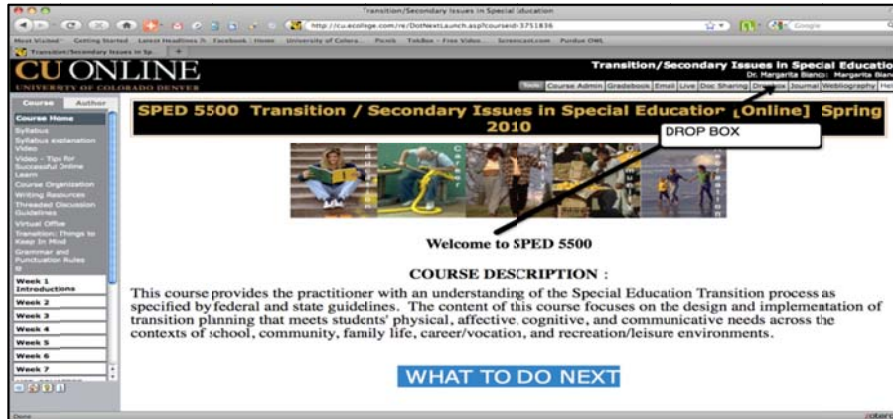 Transition/Secondary Issues in Special Education
http://cu.ecollege.com/re/DotNextLaunch.asp?courseid=3751836
Google
Most Visited Getting Started Latest Headlines Facebook | Home University of Colora... Picnik TokBox - Free Video... Screencast.com Purdue OWL
Transition/Secondary Issues in Sp...
CU ONLINE
UNIVERSITY OF COLORADO DENVER
Transition/Secondary Issues in Special Educatio
Dr. Margarita Bianco: Margarita Bianc
Tools Course Admin Gradebook Email Live Doc Sharing Journal Webliography Hel
Course Author
Course Home
Syllabus
Syllabus explanation
Video
Video - Tips for
Successful Online
Learn
Course Organization
Writing Resources
Threaded Discussion
Guidelines
Virtual Office
Transition: Things to
Keep In Mind
Grammar and
Punctuation Rules
Week 1
Introductions
Week 2
Week 3
Week 4
Week 5
Week 6
Week 7
SPED 5500 Transition / Secondary Issues in Special Education [Online] Spring
2010
DROP BOX
Education
Career
Community
Recreation
Welcome to SPED 5500
COURSE DESCRIPTION :
This course provides the practitioner with an understanding of the Special Education Transition process as
specified by federal and state guidelines. The content of this course focuses on the design and implementation of
transition planning that meets students' physical, affective, cognitive, and communicative needs across the
contexts of school, community, family life, career/vocation, and recreation/leisure environments.
WHAT TO DO NEXT
Done